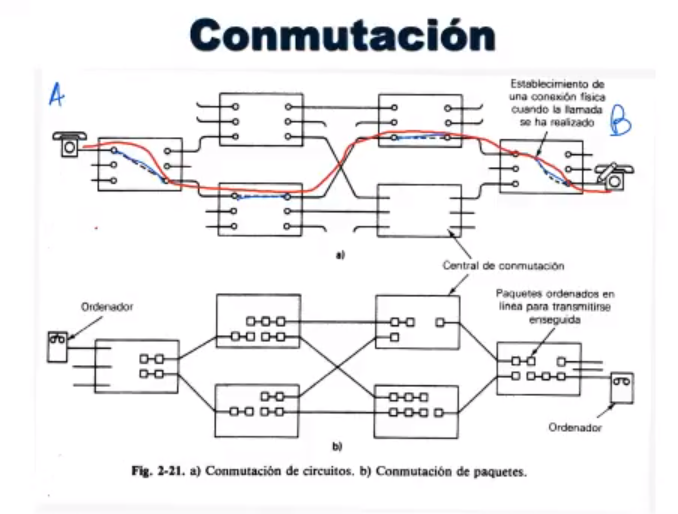 Conmutación
A
Establecimiento de
una conexión física
cuando la llamada
se ha realizado
B
a)
Central de conmutación
Ordenador
Paquetes ordenados en
línea para transmitirse
enseguida
Ordenador
b)
Fig. 2-21. a) Conmutación de circuitos. b) Conmutación de paquetes.